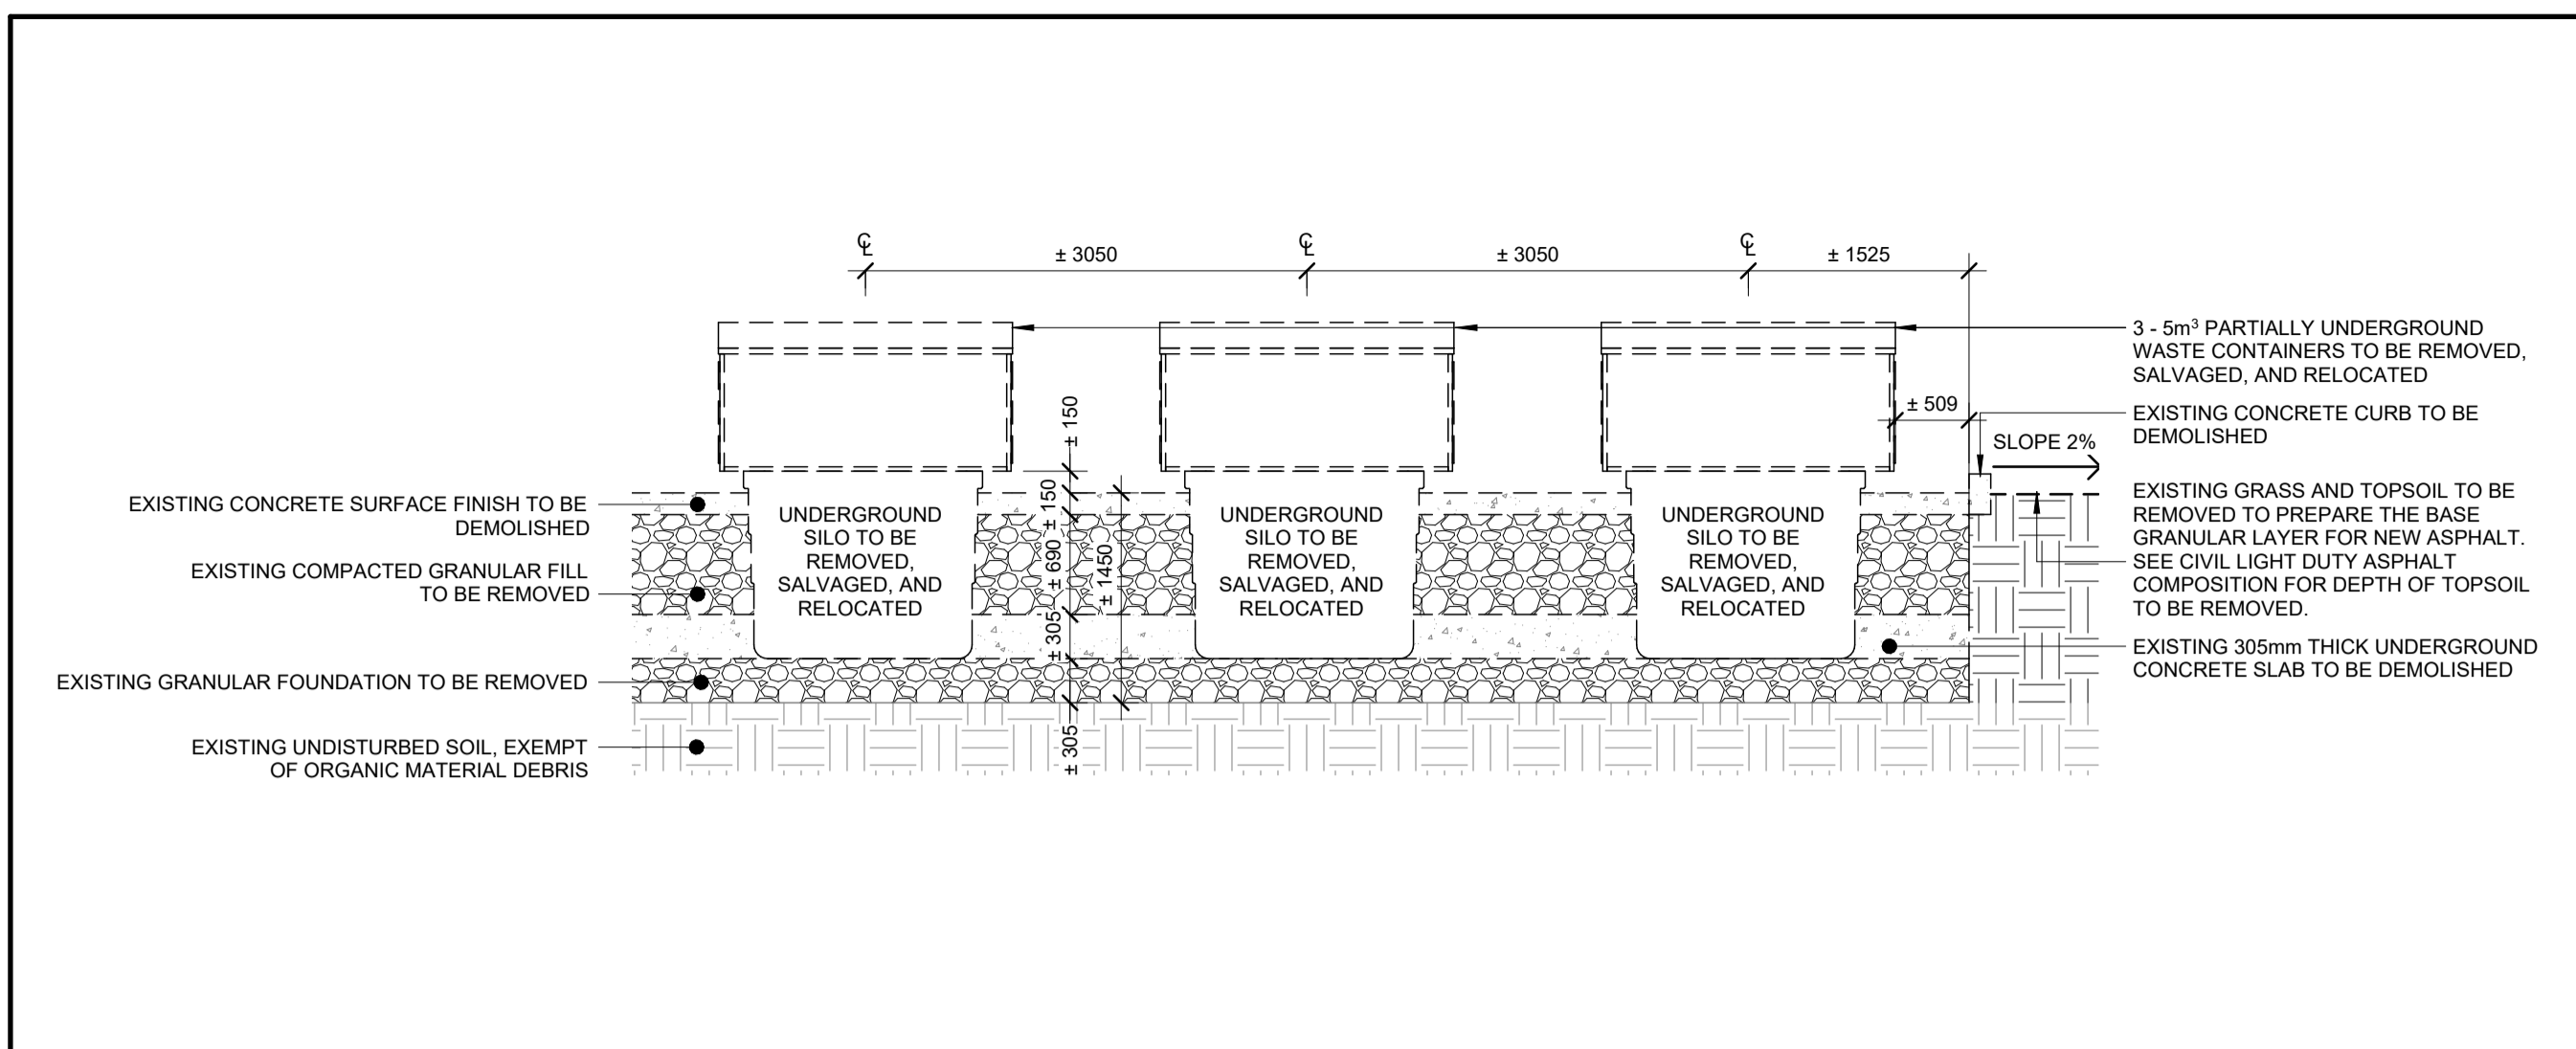 ℄ ℄ ℄
± 3050 ± 3050 ± 1525
3 - 5m³ PARTIALLY UNDERGROUND
WASTE CONTAINERS TO BE REMOVED,
SALVAGED, AND RELOCATED
± 509
EXISTING CONCRETE CURB TO BE
DEMOLISHED
SLOPE 2%
EXISTING GRASS AND TOPSOIL TO BE
REMOVED TO PREPARE THE BASE
GRANULAR LAYER FOR NEW ASPHALT.
SEE CIVIL LIGHT DUTY ASPHALT
COMPOSITION FOR DEPTH OF TOPSOIL
TO BE REMOVED.
EXISTING 305mm THICK UNDERGROUND
CONCRETE SLAB TO BE DEMOLISHED
EXISTING CONCRETE SURFACE FINISH TO BE
DEMOLISHED
EXISTING COMPACTED GRANULAR FILL
TO BE REMOVED
EXISTING GRANULAR FOUNDATION TO BE REMOVED
EXISTING UNDISTURBED SOIL, EXEMPT
OF ORGANIC MATERIAL DEBRIS
UNDERGROUND
SILO TO BE
REMOVED,
SALVAGED, AND
RELOCATED
± 150
± 150
± 690
± 305
± 305
± 1450
UNDERGROUND
SILO TO BE
REMOVED,
SALVAGED, AND
RELOCATED
UNDERGROUND
SILO TO BE
REMOVED,
SALVAGED, AND
RELOCATED